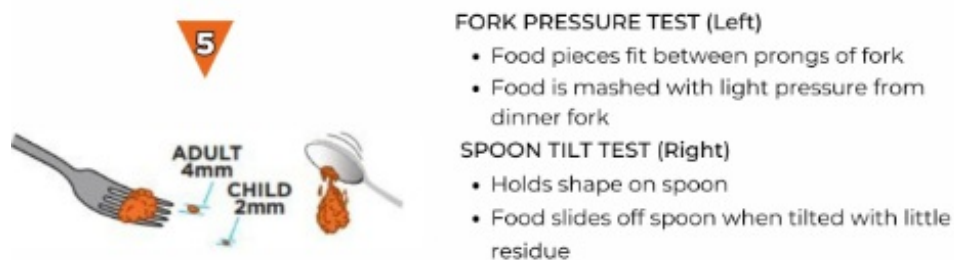 5
ADULT
4mm
CHILD
2mm
FORK PRESSURE TEST (Left)
• Food pieces fit between prongs of fork
• Food is mashed with light pressure from
dinner fork
SPOON TILT TEST (Right)
• Holds shape on spoon
• Food slides off spoon when tilted with little
residue